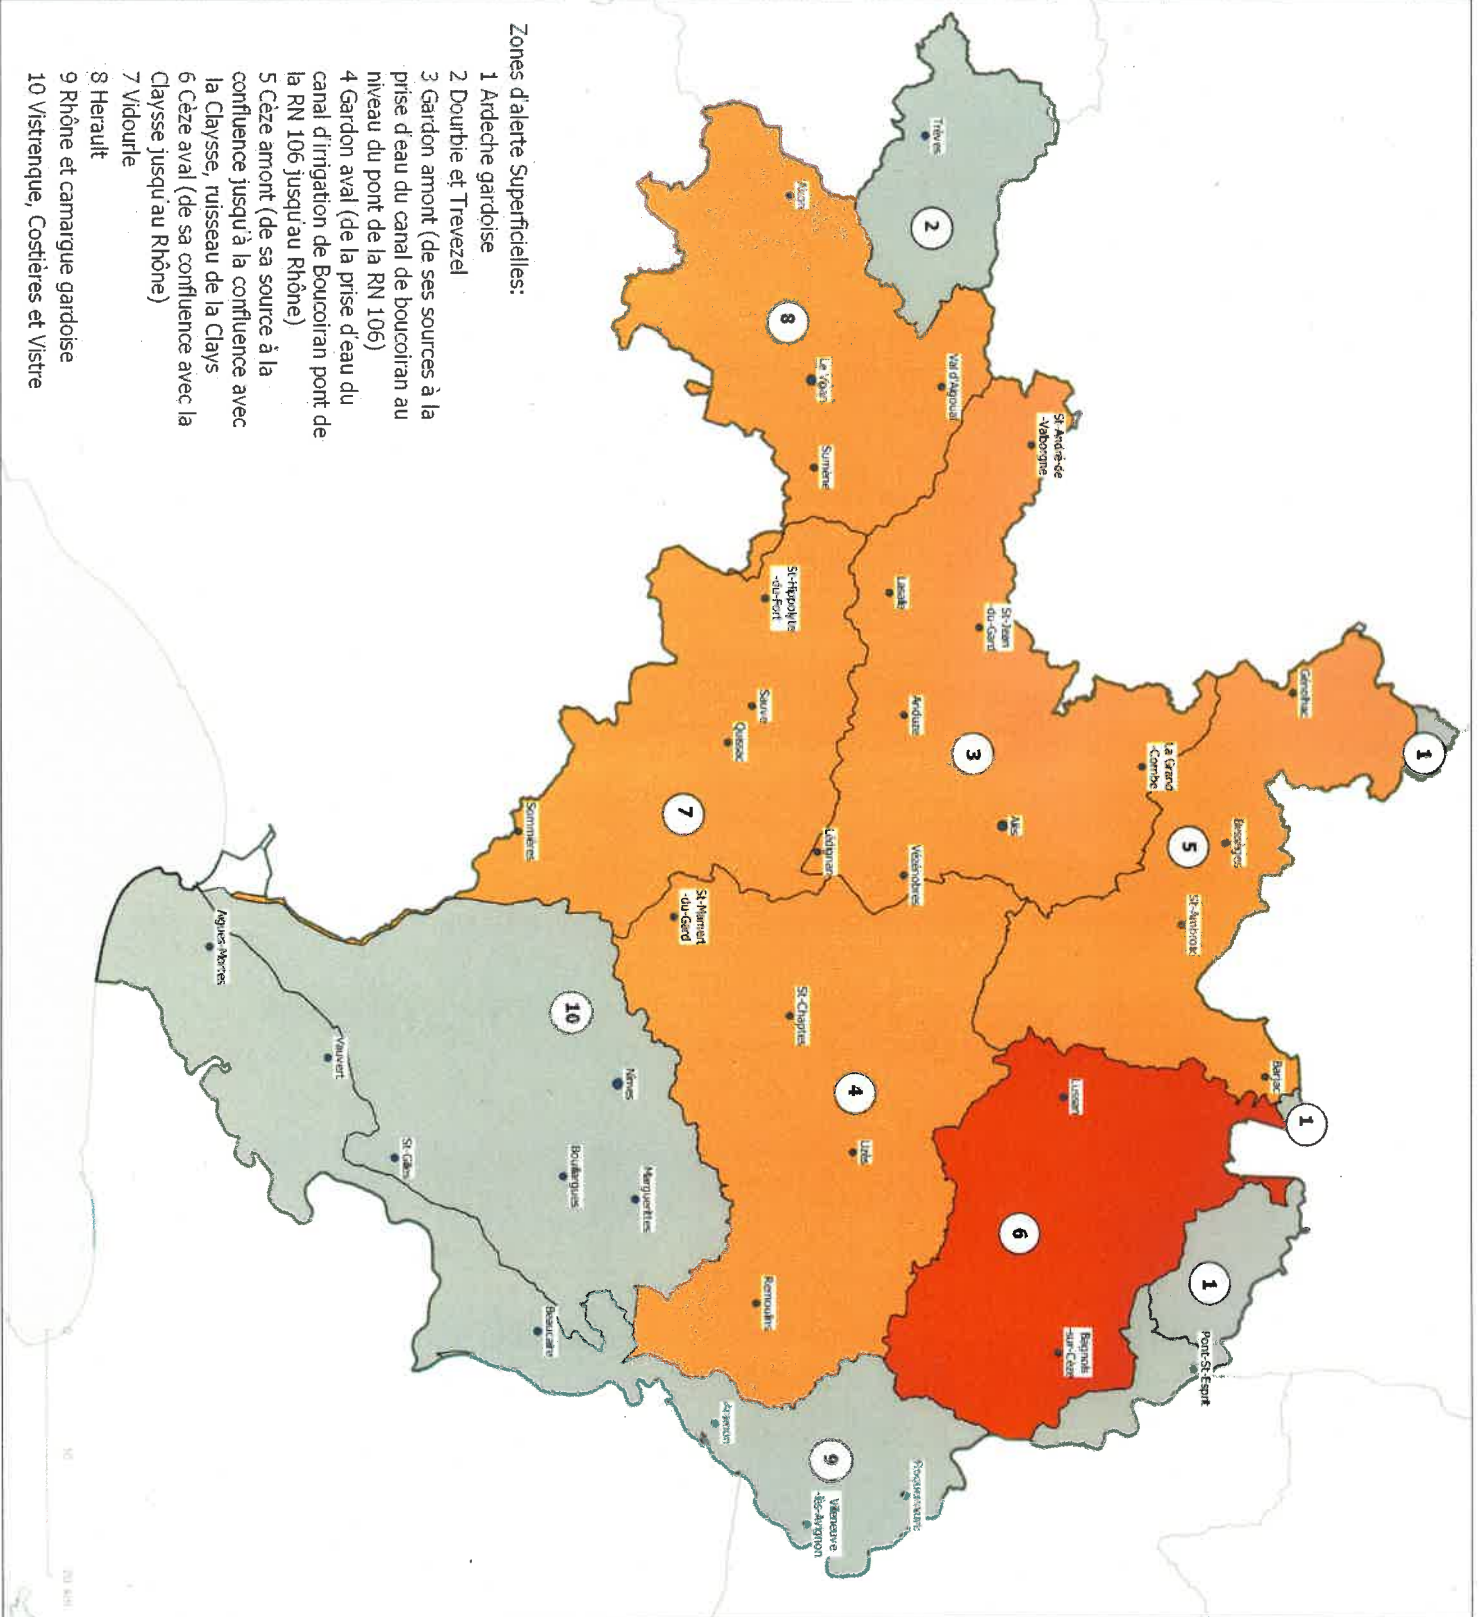 Zones d'alerte Superficielles:
1 Ardeche gardoise
2 Dourbie et Trevezel
3 Gardon amont (de ses sources à la
prise d'eau du canal de boucoiran au
niveau du pont de la RN 106)
4 Gardon aval (de la prise d'eau du
canal d'irrigation de Boucoiran pont de
la RN 106 jusqu'au Rhône)
5 Cèze amont (de sa source à la
confluence jusqu'à la confluence avec
la Claysse, ruisseau de la Clays
6 Cèze aval (de sa confluence avec la
Claysse jusqu'au Rhône)
7 Vidourle
8 Herault
9 Rhône et camargue gardoise
10 Vistrenque, Costières et Vistre
1
Génolhac
Bessèges
5
St-Ambroix
Barjac
1
1
Pont-St-Esprit
La Grand
-Combe
St-André-de
-Valborgne
St-Jean
-du-Gard
Alès
3
Lasalle
Anduze
Vézénobres
Lussan
6
Bagnols
-sur-Cèze
Trèves
2
Val d'Aigoual
Alzon
8
Le Vigan
Sumène
St-Hippolyte
-du-Fort
Sauve
Quissac
Lédignan
7
Sommières
St-Mamert
-du-Gard
St-Chaptes
4
Uzès
Remoulins
Roquemaure
9
Villeneuve
-lès-Avignon
Aramon
10
Nîmes
Marguerittes
Bouillargues
Beaucaire
St-Gilles
Vauvert
Aigues-Mortes
0
10
20 km